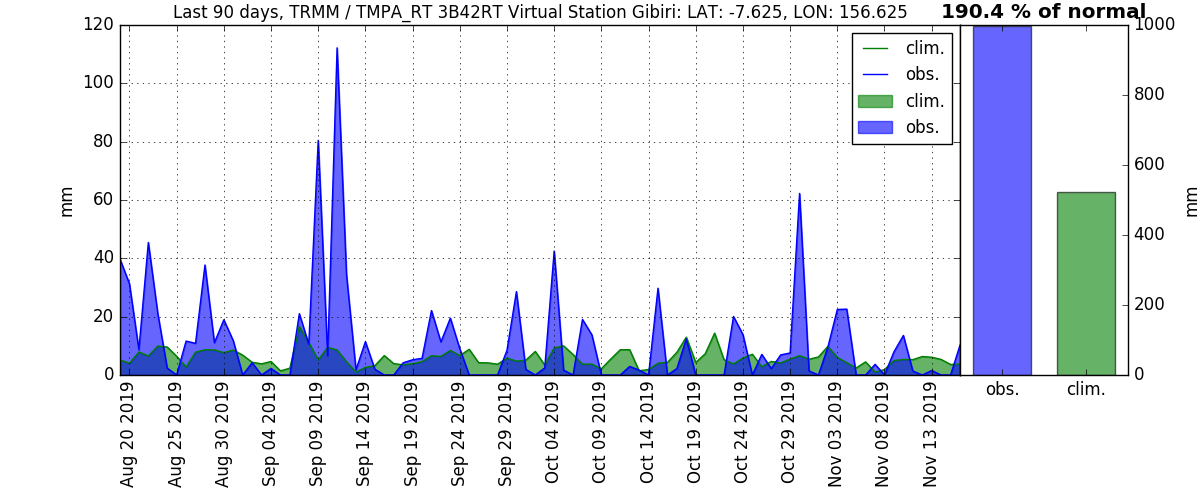 Last 90 days, TRMM / TMPA_RT 3B42RT Virtual Station Gibiri: LAT: -7.625, LON: 156.625
190.4 % of normal
120
100
80
60
40
20
0
mm
clim.
obs.
clim.
obs.
1000
800
600
400
200
0
mm
Aug 20 2019
Aug 25 2019
Aug 30 2019
Sep 04 2019
Sep 09 2019
Sep 14 2019
Sep 19 2019
Sep 24 2019
Sep 29 2019
Oct 04 2019
Oct 09 2019
Oct 14 2019
Oct 19 2019
Oct 24 2019
Oct 29 2019
Nov 03 2019
Nov 08 2019
Nov 13 2019
obs.
clim.